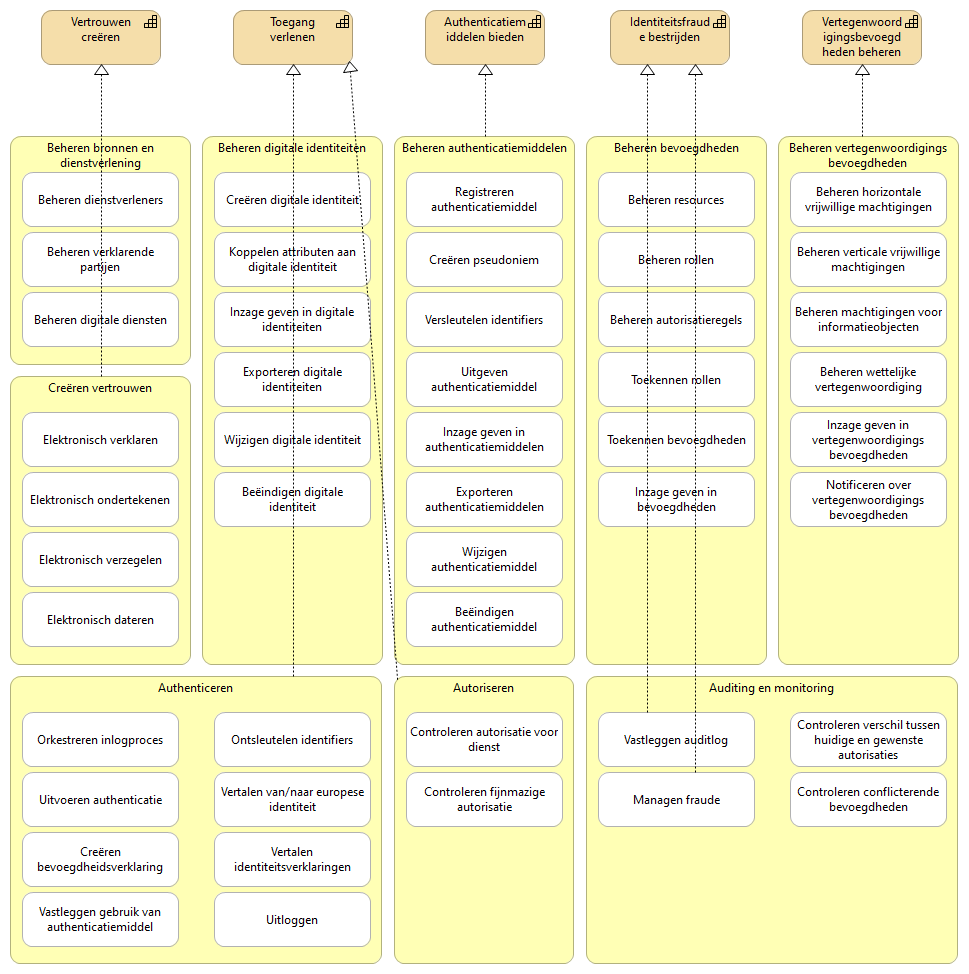 Vertrouwen
creëren
Toegang
verlenen
Authenticatiem
iddelen bieden
Identiteitsfraud
e bestrijden
Vertegenwoord
igingsbevoegd
heden beheren
Beheren bronnen en
dienstverlening
Beheren dienstverleners
Beheren verklarende
partijen
Beheren digitale diensten
Creëren vertrouwen
Elektronisch verklaren
Elektronisch ondertekenen
Elektronisch verzegelen
Elektronisch dateren
Beheren digitale identiteiten
Creëren digitale identiteit
Koppelen attributen aan
digitale identiteit
Inzage geven in digitale
identiteiten
Exporteren digitale
identiteiten
Wijzigen digitale identiteit
Beëindigen digitale
identiteit
Beheren authenticatiemiddelen
Registreren
authenticatiemiddel
Creëren pseudoniem
Versleutelen identifiers
Uitgeven
authenticatiemiddel
Inzage geven in
authenticatiemiddelen
Exporteren
authenticatiemiddelen
Wijzigen
authenticatiemiddel
Beëindigen
authenticatiemiddel
Beheren bevoegdheden
Beheren resources
Beheren rollen
Beheren autorisatieregels
Toekennen rollen
Toekennen bevoegdheden
Inzage geven in
bevoegdheden
Beheren vertegenwoordigings
bevoegdheden
Beheren horizontale
vrijwillige machtigingen
Beheren verticale vrijwillige
machtigingen
Beheren machtigingen voor
informatieobjecten
Beheren wettelijke
vertegenwoordiging
Inzage geven in
vertegenwoordigings
bevoegdheden
Notificeren over
vertegenwoordigings
bevoegdheden
Authenticeren
Orkestreren inlogproces
Uitvoeren authenticatie
Creëren
bevoegdheidsverklaring
Vastleggen gebruik van
authenticatiemiddel
Ontsleutelen identifiers
Vertalen van/naar europese
identiteit
Vertalen
identiteitsverklaringen
Uitloggen
Autoriseren
Controleren autorisatie voor
dienst
Controleren fijnmazige
autorisatie
Auditing en monitoring
Vastleggen auditlog
Managen fraude
Controleren verschil tussen
huidige en gewenste
autorisaties
Controleren conflicterende
bevoegdheden